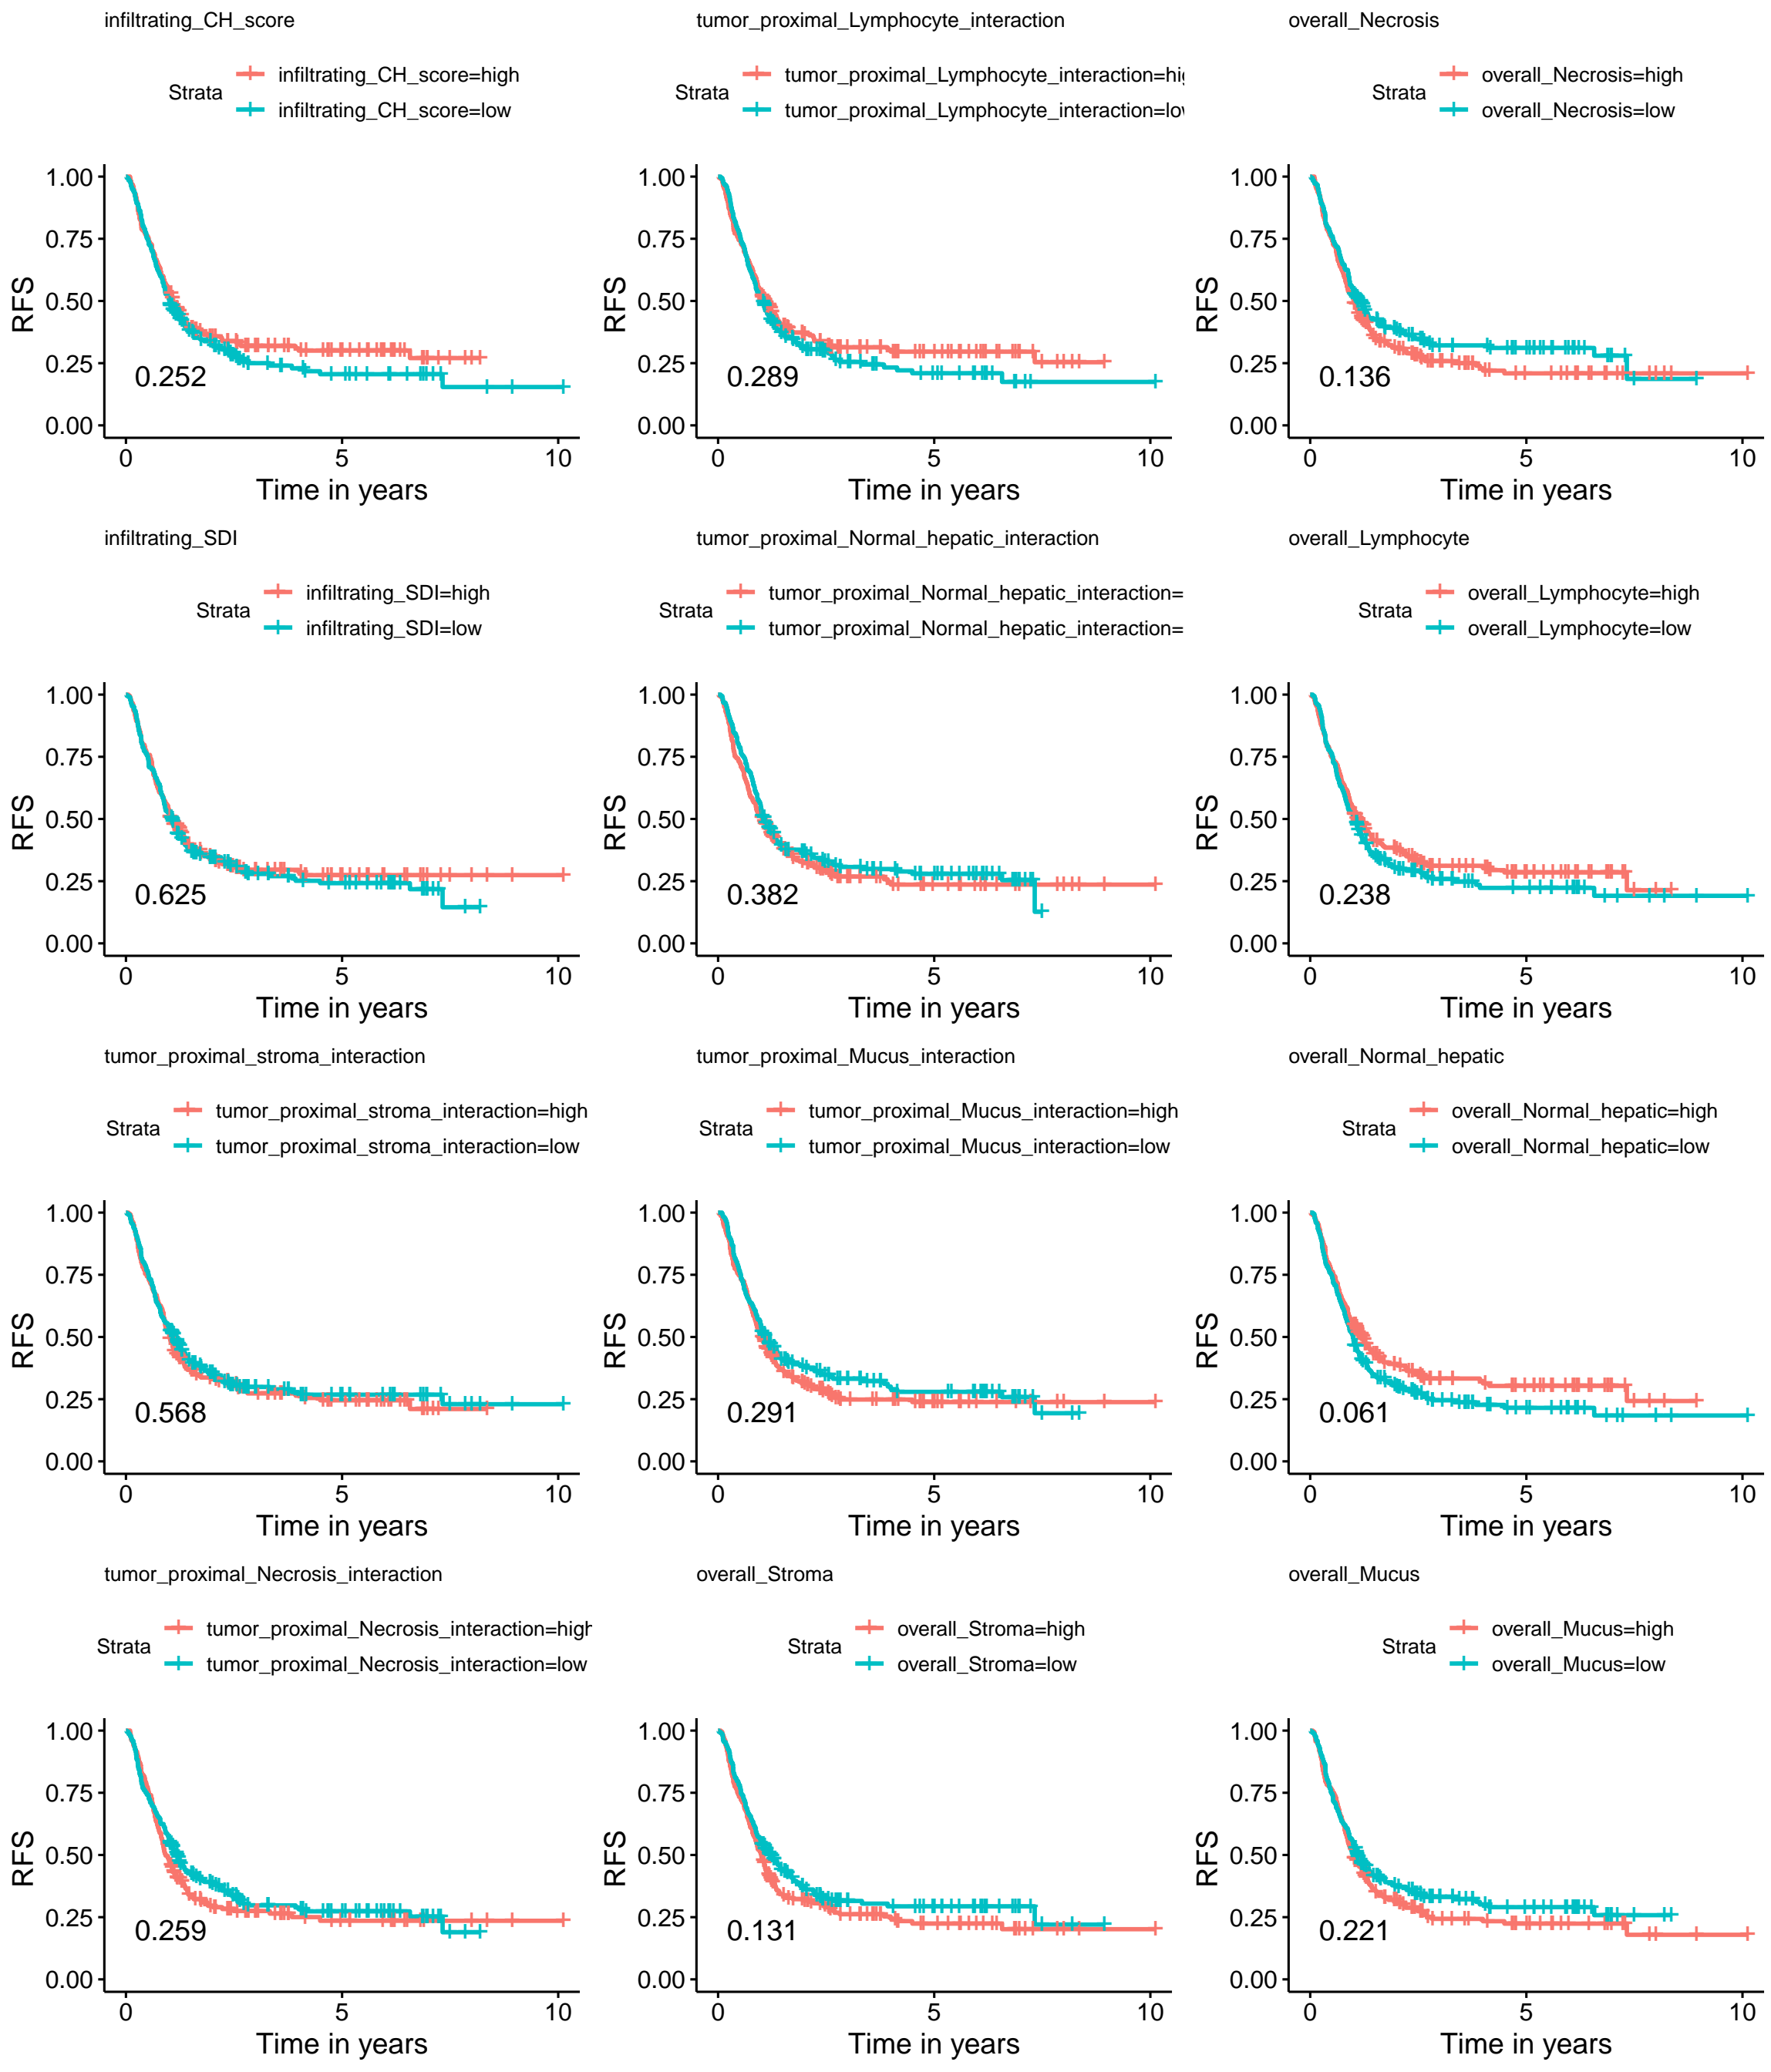 infiltrating_CH_score
Strata
infiltrating_CH_score=high
infiltrating_CH_score=low
RFS
1.00
0.75
0.50
0.25
0.00
0.252
0 5 10
Time in years
tumor_proximal_Lymphocyte_interaction
Strata
tumor_proximal_Lymphocyte_interaction=hig
tumor_proximal_Lymphocyte_interaction=lo
RFS
1.00
0.75
0.50
0.25
0.00
0.289
0 5 10
Time in years
overall_Necrosis
Strata
overall_Necrosis=high
overall_Necrosis=low
RFS
1.00
0.75
0.50
0.25
0.00
0.136
0 5 10
Time in years
infiltrating_SDI
Strata
infiltrating_SDI=high
infiltrating_SDI=low
RFS
1.00
0.75
0.50
0.25
0.00
0.625
0 5 10
Time in years
tumor_proximal_Normal_hepatic_interaction
Strata
tumor_proximal_Normal_hepatic_interaction=
tumor_proximal_Normal_hepatic_interaction=
RFS
1.00
0.75
0.50
0.25
0.00
0.382
0 5 10
Time in years
overall_Lymphocyte
Strata
overall_Lymphocyte=high
overall_Lymphocyte=low
RFS
1.00
0.75
0.50
0.25
0.00
0.238
0 5 10
Time in years
tumor_proximal_stroma_interaction
Strata
tumor_proximal_stroma_interaction=high
tumor_proximal_stroma_interaction=low
RFS
1.00
0.75
0.50
0.25
0.00
0.568
0 5 10
Time in years
tumor_proximal_Mucus_interaction
Strata
tumor_proximal_Mucus_interaction=high
tumor_proximal_Mucus_interaction=low
RFS
1.00
0.75
0.50
0.25
0.00
0.291
0 5 10
Time in years
overall_Normal_hepatic
Strata
overall_Normal_hepatic=high
overall_Normal_hepatic=low
RFS
1.00
0.75
0.50
0.25
0.00
0.061
0 5 10
Time in years
tumor_proximal_Necrosis_interaction
Strata
tumor_proximal_Necrosis_interaction=high
tumor_proximal_Necrosis_interaction=low
RFS
1.00
0.75
0.50
0.25
0.00
0.259
0 5 10
Time in years
overall_Stroma
Strata
overall_Stroma=high
overall_Stroma=low
RFS
1.00
0.75
0.50
0.25
0.00
0.131
0 5 10
Time in years
overall_Mucus
Strata
overall_Mucus=high
overall_Mucus=low
RFS
1.00
0.75
0.50
0.25
0.00
0.221
0 5 10
Time in years